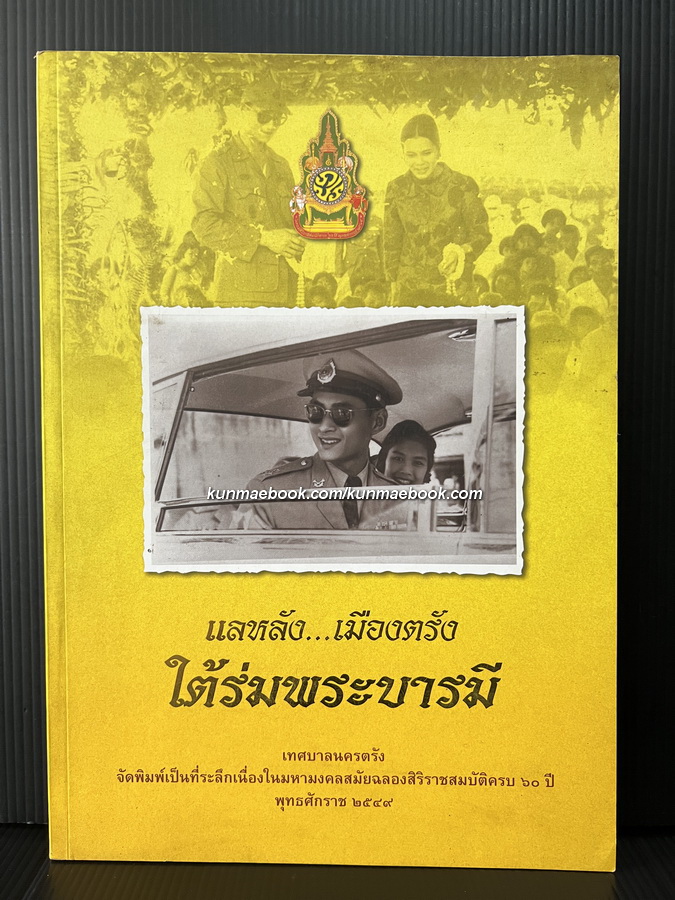 kunmaebook.com/kunmaebook.com
แลหลัง...เมืองตรัง
ใต้ร่มพระบารมี
เทศบาลนครตรัง
จัดพิมพ์เป็นที่ระลึกเนื่องในมหามงคลสมัยฉลองสิริราชสมบัติครบ ๖๐ ปี
พุทธศักราช ๒๕๔๙